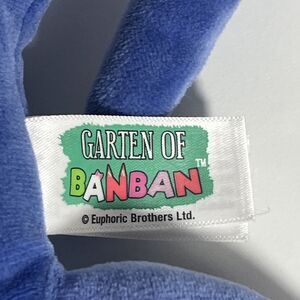 GARTEN OF
BANBAN™
© Euphoric Brothers Ltd.